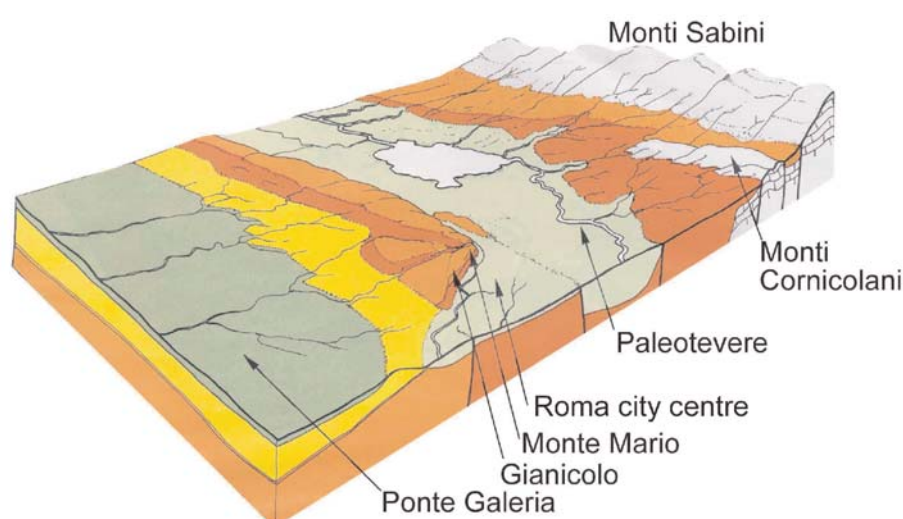 Monti Sabini
Monti
Cornicolani
Paleotevere
Roma city centre
Monte Mario
Gianicolo
Ponte Galeria